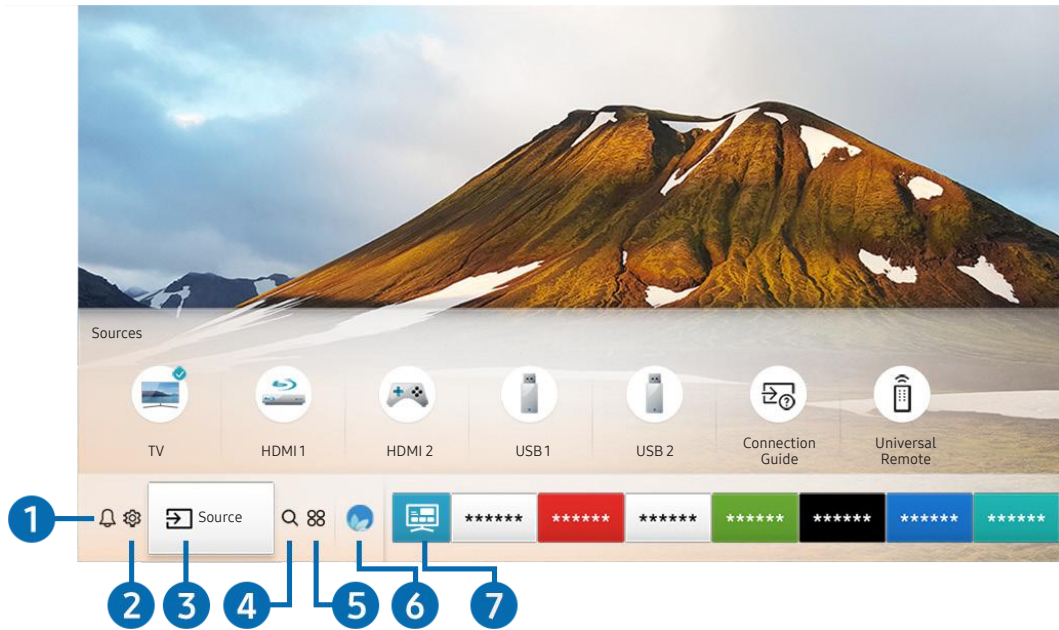 Sources
TV
HDMI 1
HDMI 2
USB 1
USB 2
Connection
Guide
Universal
Remote
1
Source
****** ****** ****** ****** ****** ****** ******
2 3 4 5 6 7